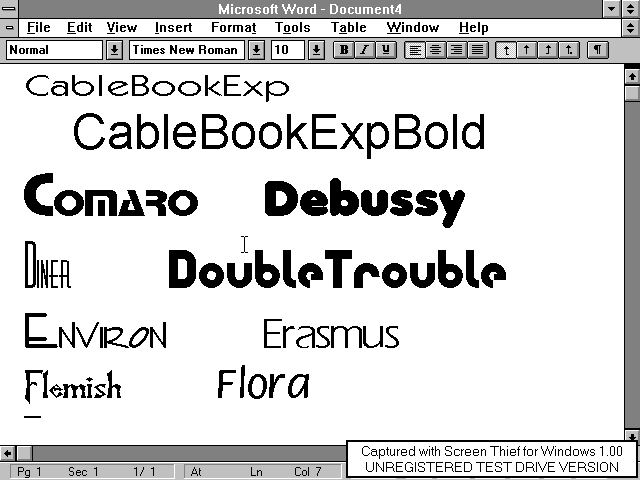 Microsoft Word - Document4
File Edit View Insert Format Tools Table Window Help
Normal Times New Roman 10 B I U
CableBookExp
CableBookExpBold
Comaro Debussy
Diner DoubleTrouble
Environ Erasmus
Flemish Flora
Captured with Screen Thief for Windows 1.00
UNREGISTERED TEST DRIVE VERSION
Pg 1 Sec 1 1/ 1 At Ln Col 7